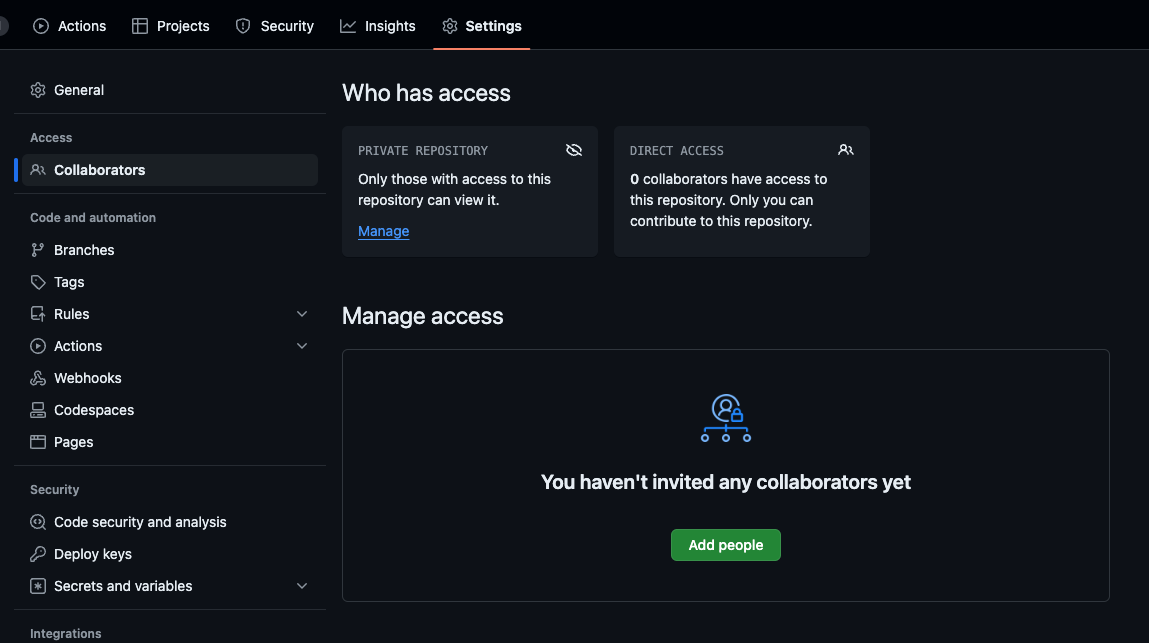 Actions
Projects
Security
Insights
Settings
General
Access
Collaborators
Code and automation
Branches
Tags
Rules
Actions
Webhooks
Codespaces
Pages
Security
Code security and analysis
Deploy keys
Secrets and variables
Integrations
Who has access
PRIVATE REPOSITORY
Only those with access to this
repository can view it.
Manage
DIRECT ACCESS
0 collaborators have access to
this repository. Only you can
contribute to this repository.
Manage access
You haven't invited any collaborators yet
Add people